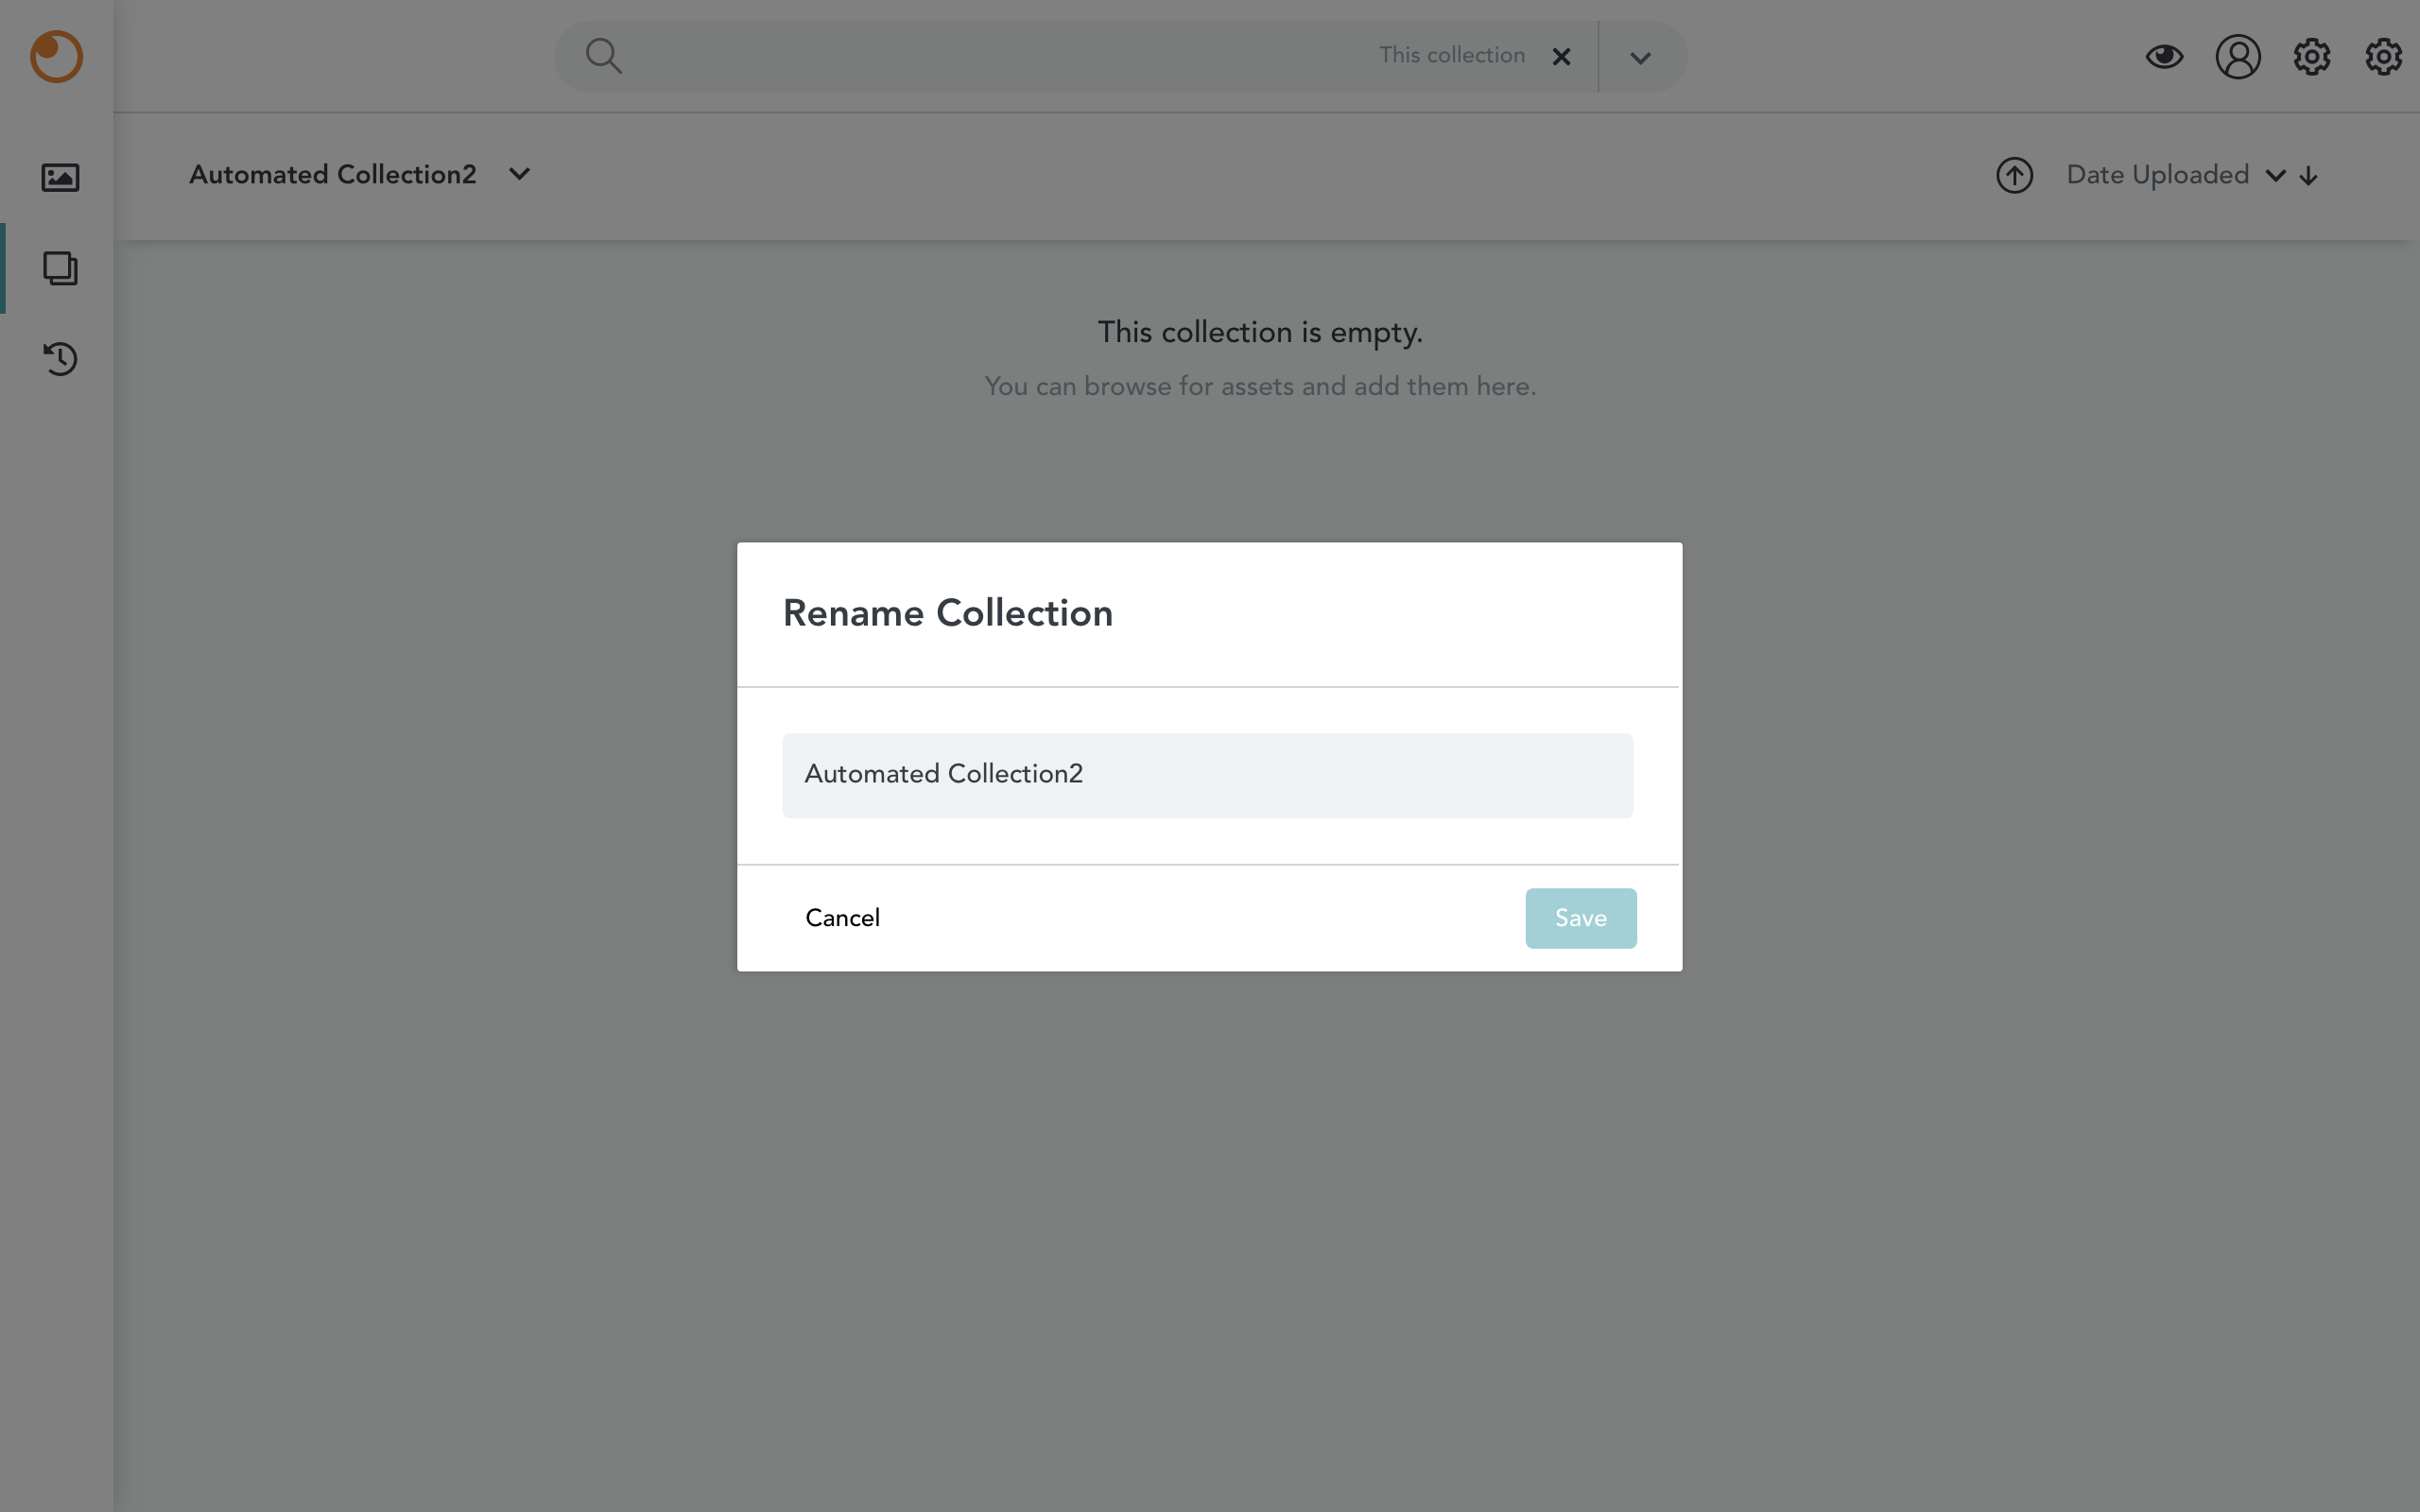 This collection
Automated Collection2
Date Uploaded
This collection is empty.
You can browse for assets and add them here.
Rename Collection
Automated Collection2
Cancel
Save